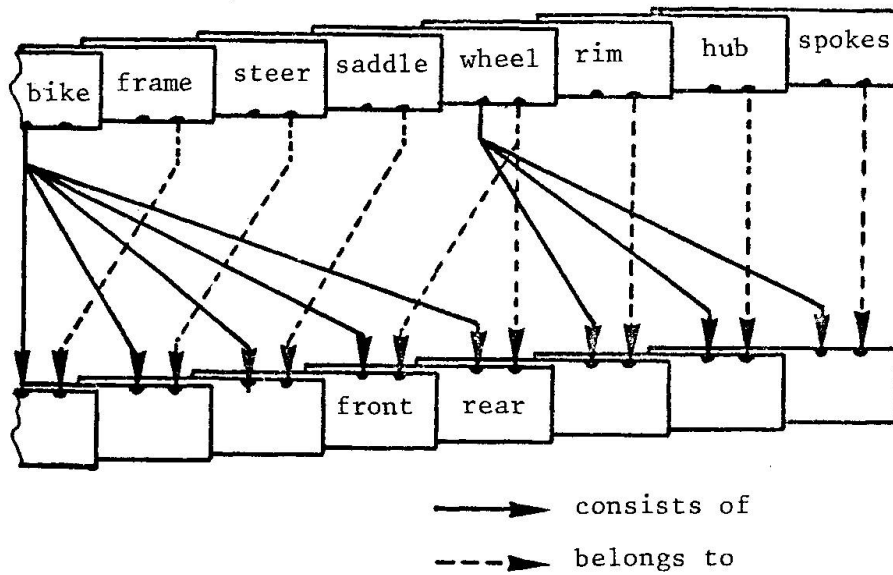 bike frame steer saddle wheel rim hub spokes
front rear
consists of
belongs to